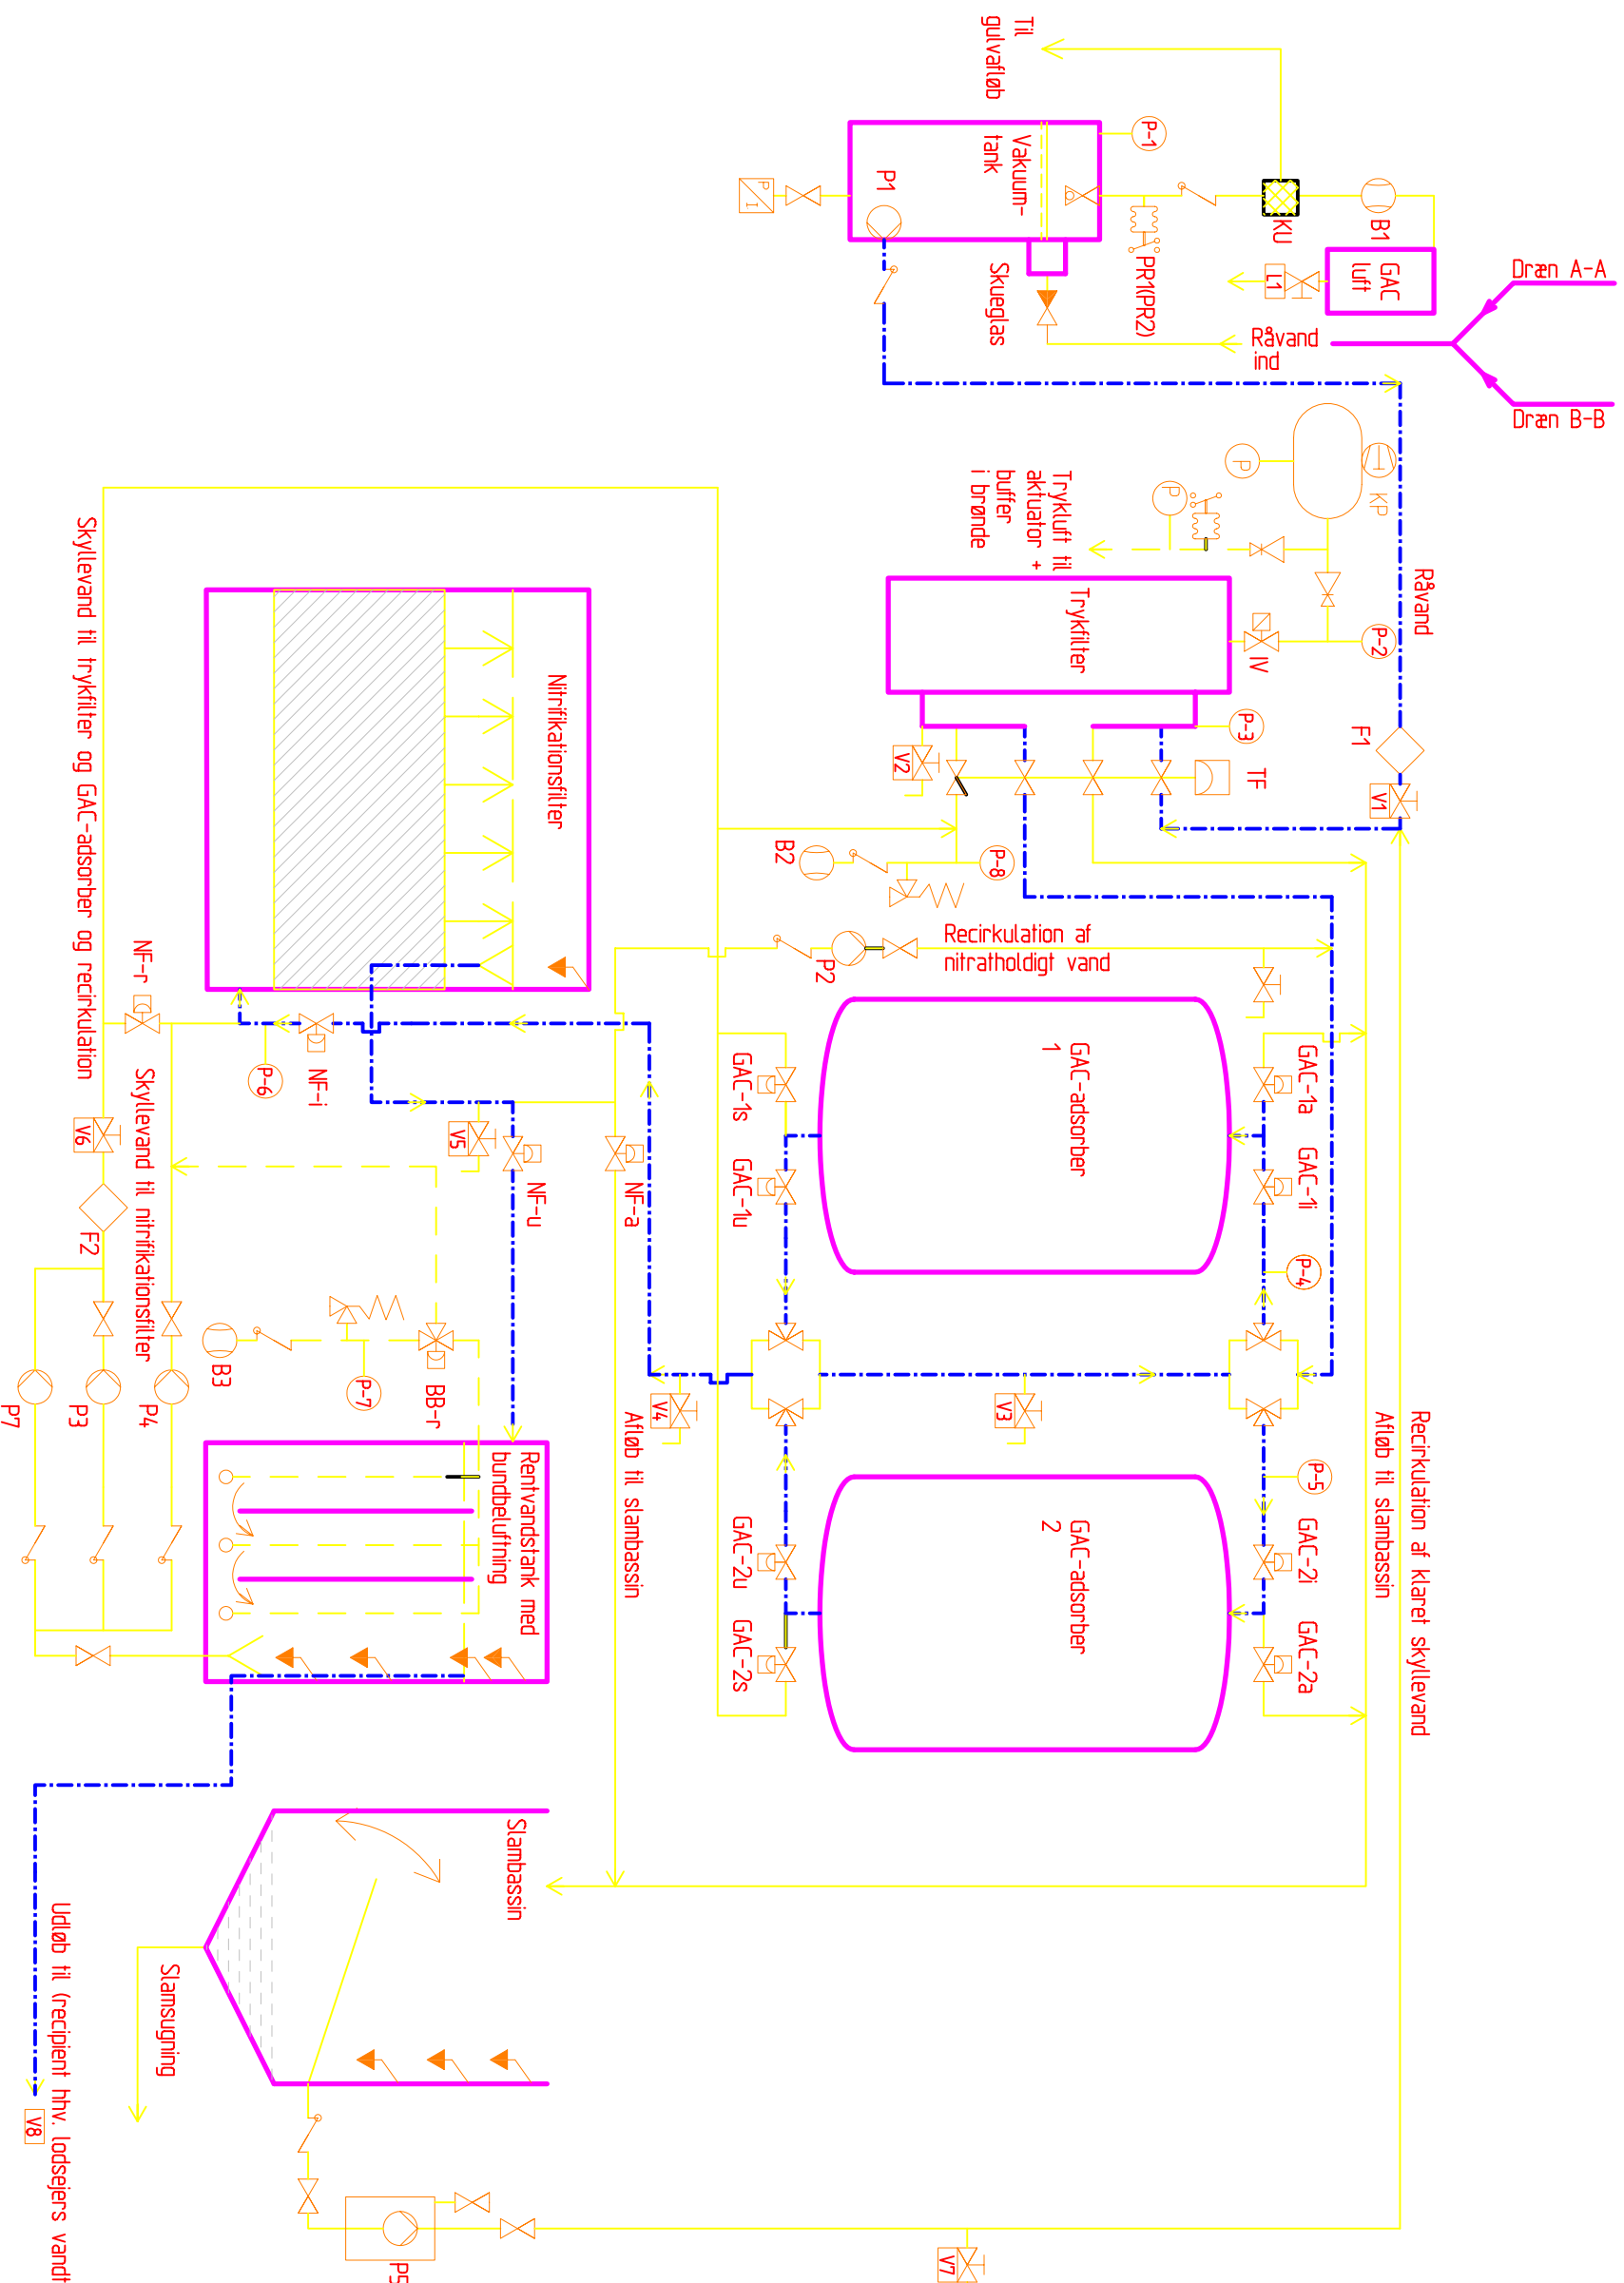 Dræn A-A
Dræn B-B
Til
gulvafløb
P-1
Vakuum-
tank
P1
P
I
KU
B1
GAC
luft
L1
PR1(PR2)
Skueglas
Råvand
ind
KP
P
P
Trykluft til
aktuator +
buffer
i brønde
Råvand
P-2
IV
Trykfilter
P-3
TF
F1
V1
V2
B2
P-8
Recirkulation af
nitratholdigt vand
P2
Nitrifikationsfilter
Skyllevand til trykfilter og GAC-adsorber og recirkulation
NF-r
NF-i
P-6
Skyllevand til nitrifikationsfilter
V6
F2
V5
NF-u
NF-a
GAC-adsorber
1
GAC-1s
GAC-1u
GAC-1a
GAC-1i
P-4
V4
V3
P-5
GAC-adsorber
2
GAC-2u
GAC-2s
GAC-2i
GAC-2a
Recirkulation af klaret skyllevand
Afløb til slambassin
Afløb til slambassin
B3
P-7
BB-r
P7
P3
P4
Rentvandstank med
bundbeluftning
Slambassin
Slamsugning
Udløb til (recipient hhv. lodsejers vandt
V8
P5
V7